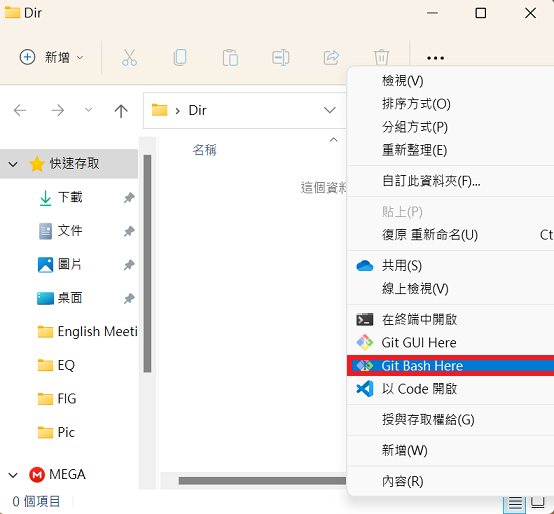 Dir
新增
Dir
名稱
這個資料
快速存取
下載
文件
圖片
桌面
English Meeti
EQ
FIG
Pic
MEGA
0 個項目
檢視(V)
排序方式(O)
分組方式(P)
重新整理(E)
自訂此資料夾(F)...
貼上(P)
復原 重新命名(U)
Ct
共用(S)
線上檢視(V)
在終端中開啟
Git GUI Here
Git Bash Here
以 Code 開啟
授與存取權給(G)
新增(W)
內容(R)